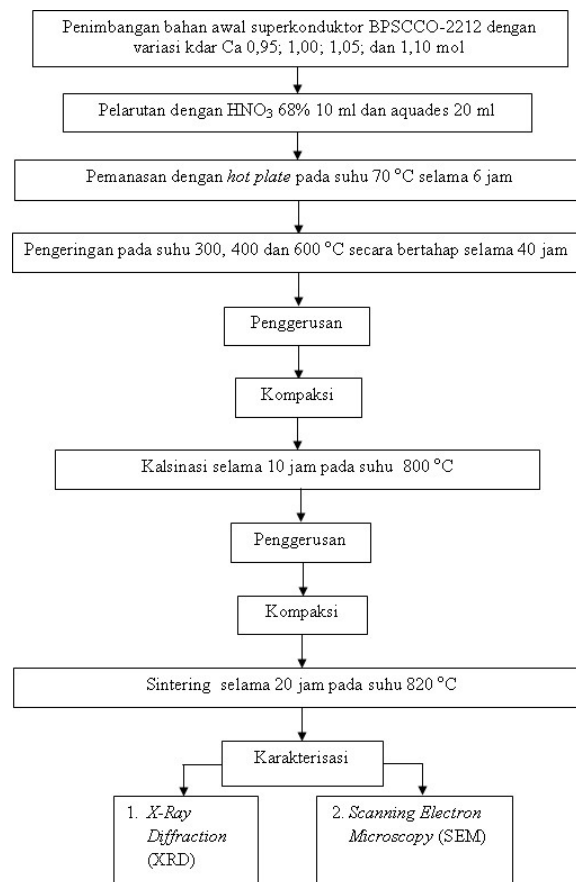 Penimbangan bahan awal superkonduktor BPSCCO-2212 dengan
variasi kdar Ca 0,95; 1,00; 1,05; dan 1,10 mol
Pelarutan dengan HNO₃ 68% 10 ml dan aquades 20 ml
Pemanasan dengan hot plate pada suhu 70 °C selama 6 jam
Pengeringan pada suhu 300, 400 dan 600 °C secara bertahap selama 40 jam
Penggerusan
Kompaksi
Kalsinasi selama 10 jam pada suhu 800 °C
Penggerusan
Kompaksi
Sintering selama 20 jam pada suhu 820 °C
Karakterisasi
1. X-Ray
Diffraction
(XRD)
2. Scanning Electron
Microscopy (SEM)